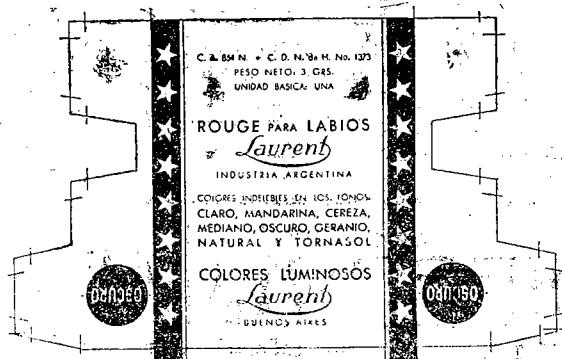 C. A. 854 N. • C. D. N. de H. No. 1373
PESO NETO: 3 GRS.
UNIDAD BASICA: UNA
ROUGE PARA LABIOS
Laurent
INDUSTRIA ARGENTINA
COLORES INDELEBLES EN LOS TONOS
CLARO, MANDARINA, CEREZA,
MEDIANO, OSCURO, GERANIO,
NATURAL Y TORNASOL
COLORES LUMINOSOS
Laurent
BUENOS AIRES
OSCURO
OSCURO